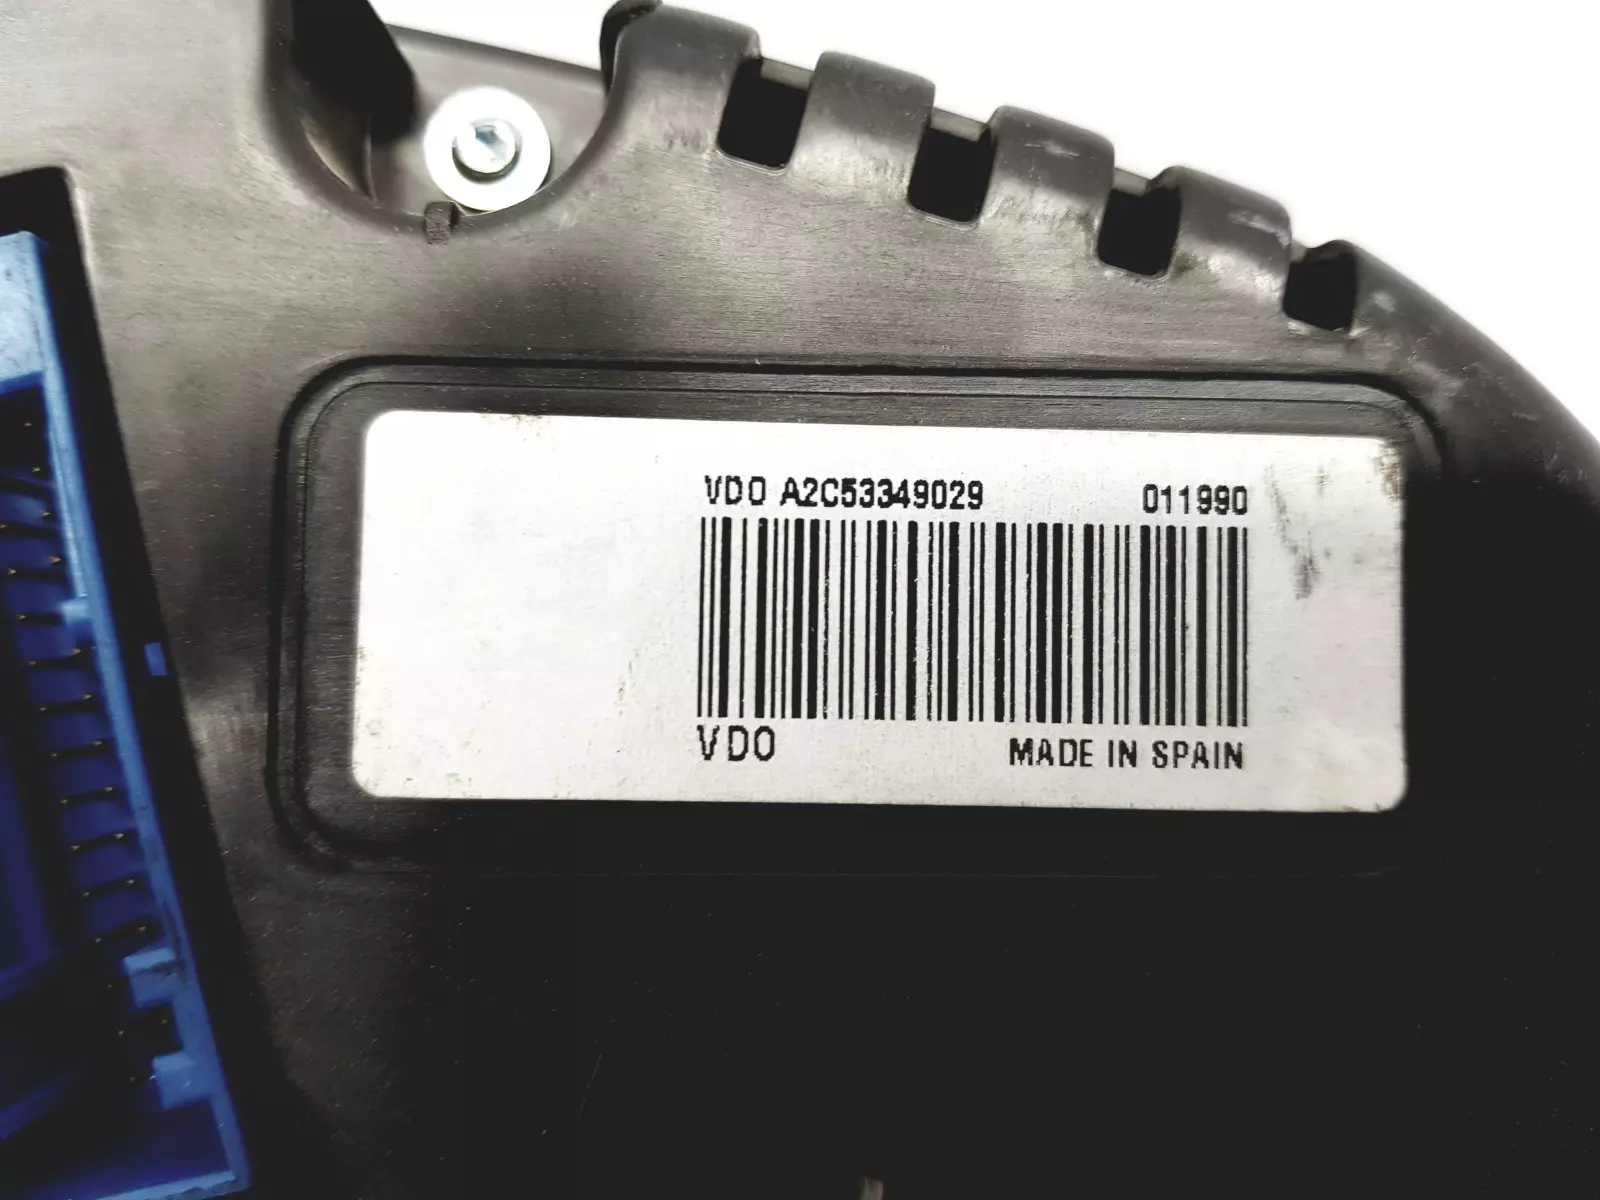 VDO A2C53349029 011990
VDO MADE IN SPAIN